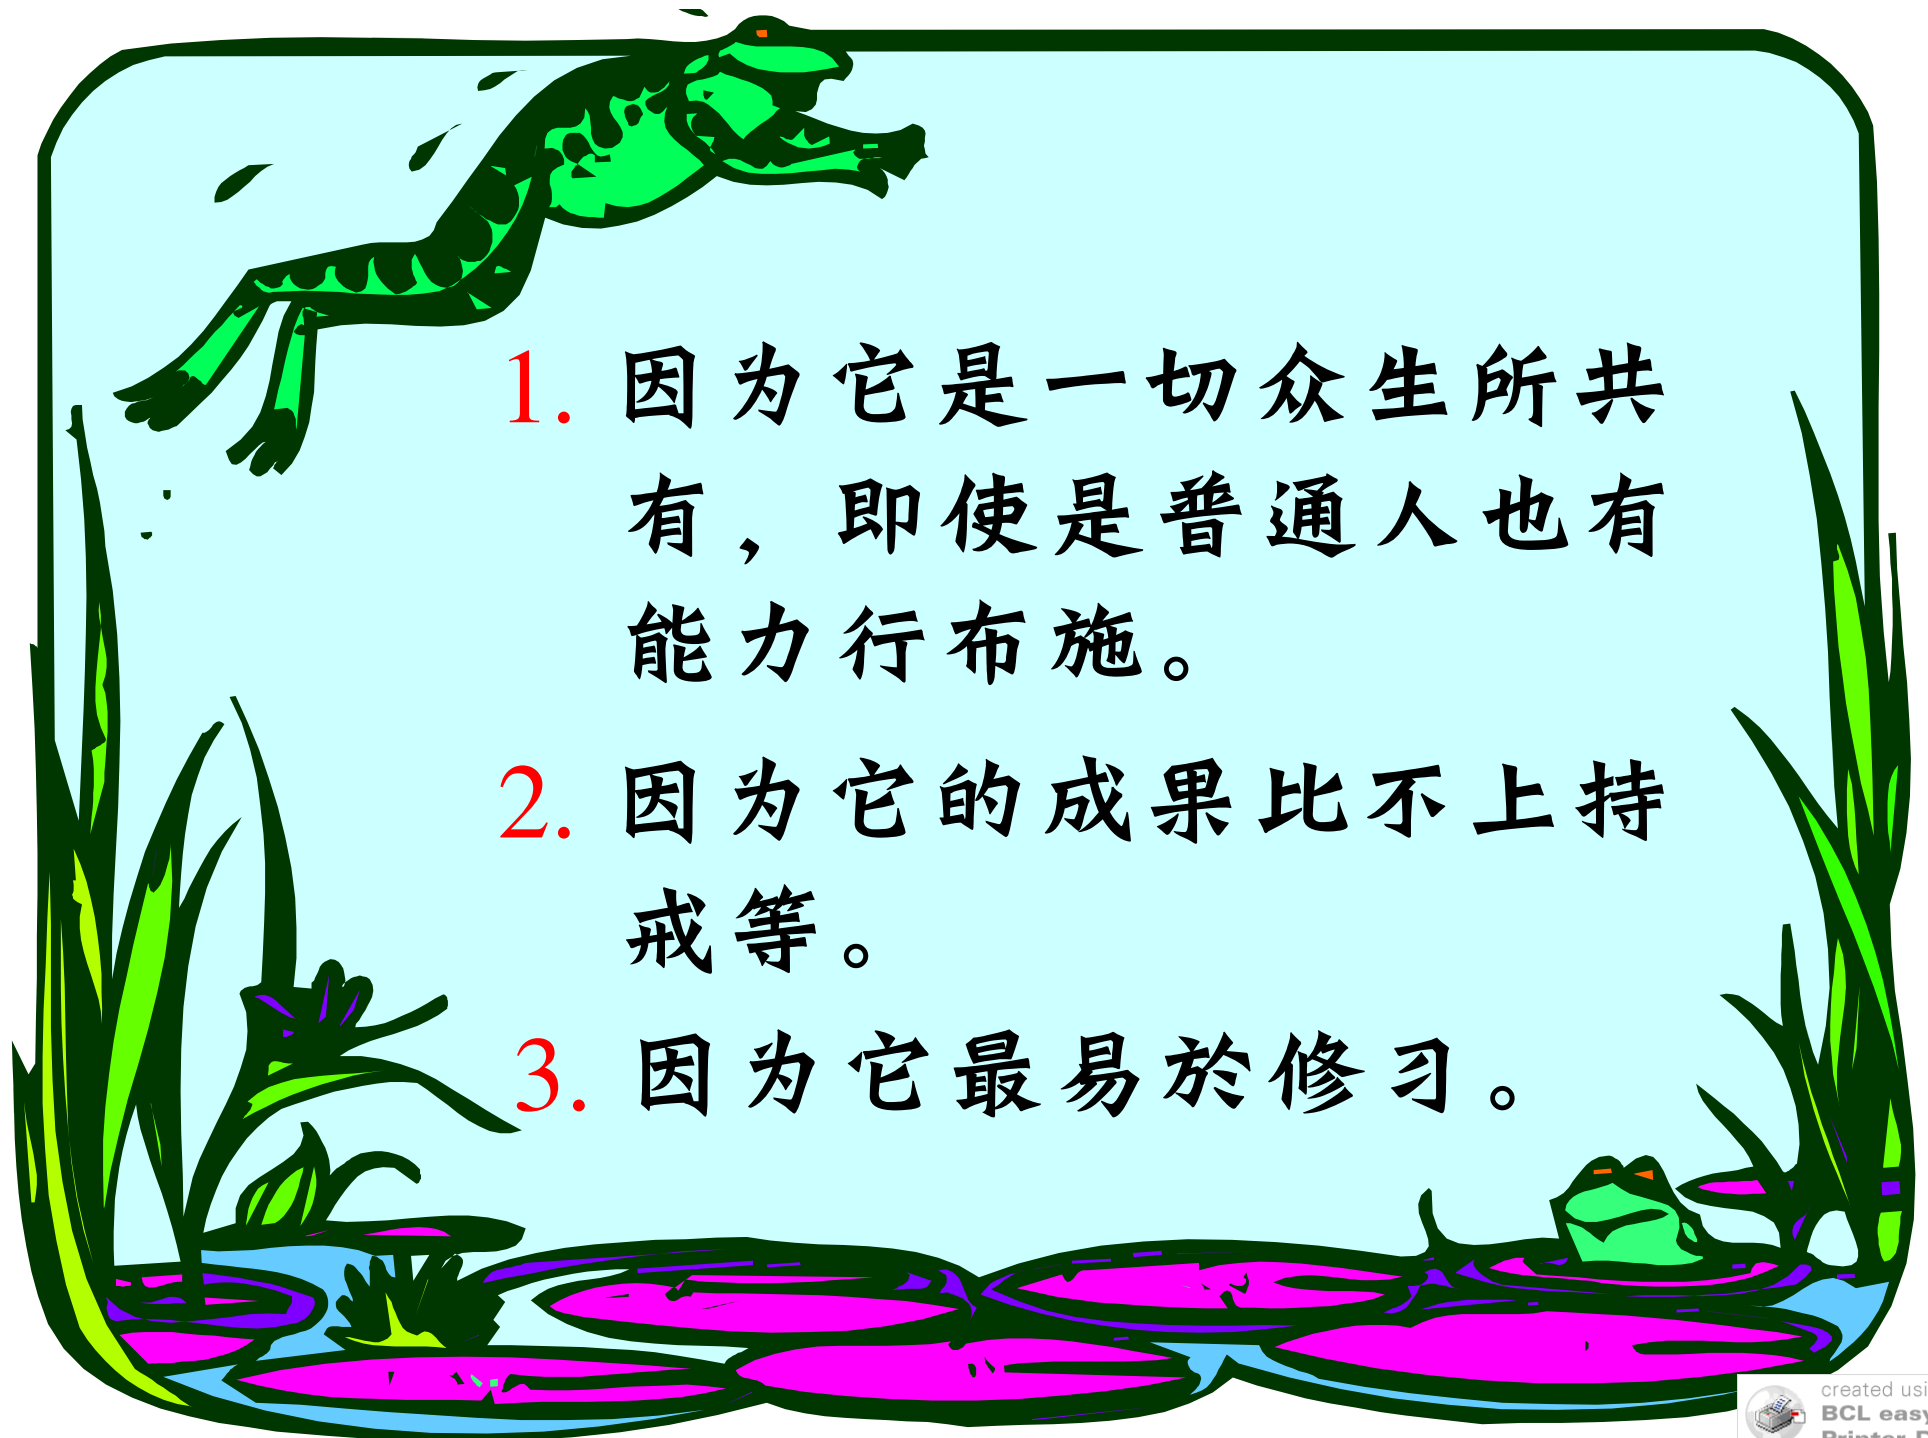 1. 因为它是一切众生所共
有，即使是普通人也有
能力行布施。
2. 因为它的成果比不上持
戒等。
3. 因为它最易於修习。
created usi
BCL easy
Printer D